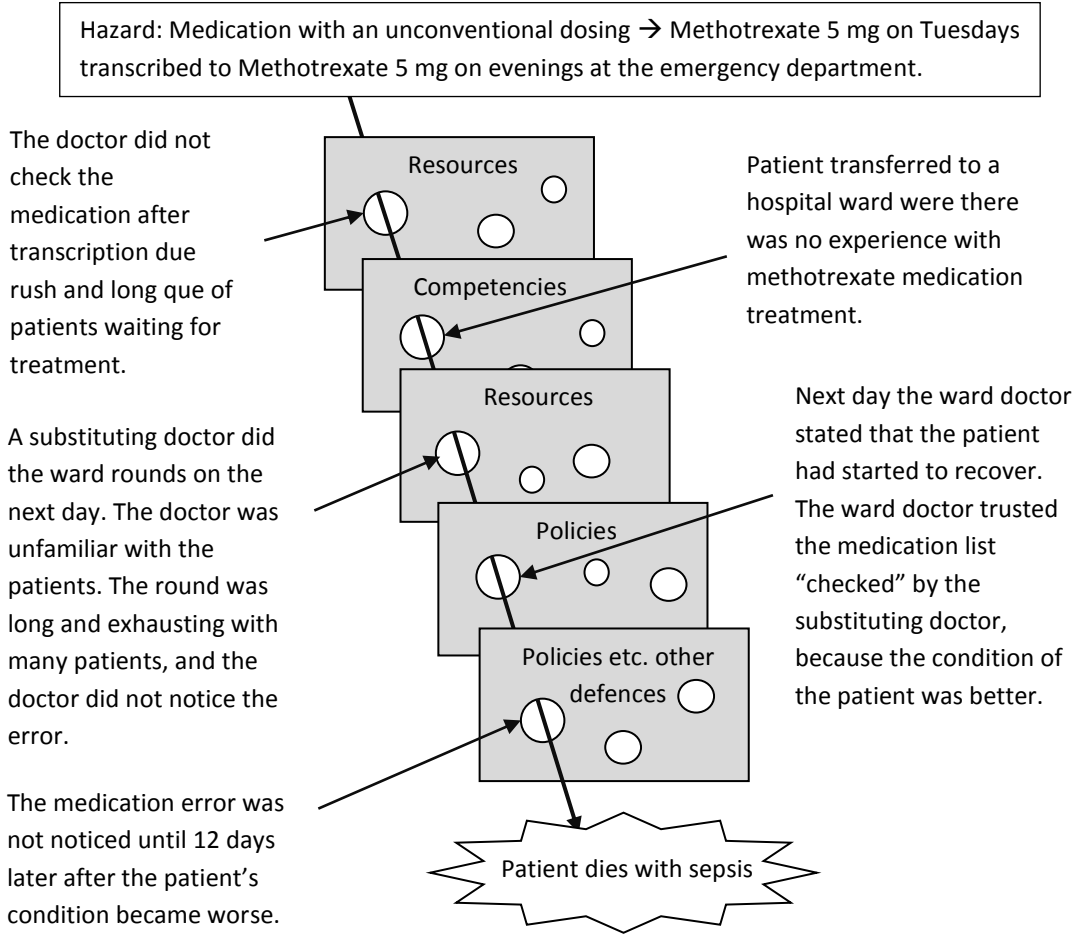 Hazard: Medication with an unconventional dosing → Methotrexate 5 mg on Tuesdays
transcribed to Methotrexate 5 mg on evenings at the emergency department.
The doctor did not
check the
medication after
transcription due
rush and long que of
patients waiting for
treatment.
Resources
Patient transferred to a
hospital ward were there
was no experience with
methotrexate medication
treatment.
Competencies
Resources
A substituting doctor did
the ward rounds on the
next day. The doctor was
unfamiliar with the
patients. The round was
long and exhausting with
many patients, and the
doctor did not notice the
error.
Next day the ward doctor
stated that the patient
had started to recover.
The ward doctor trusted
the medication list
“checked” by the
substituting doctor,
because the condition of
the patient was better.
Policies
Policies etc. other
defences
The medication error was
not noticed until 12 days
later after the patient’s
condition became worse.
Patient dies with sepsis